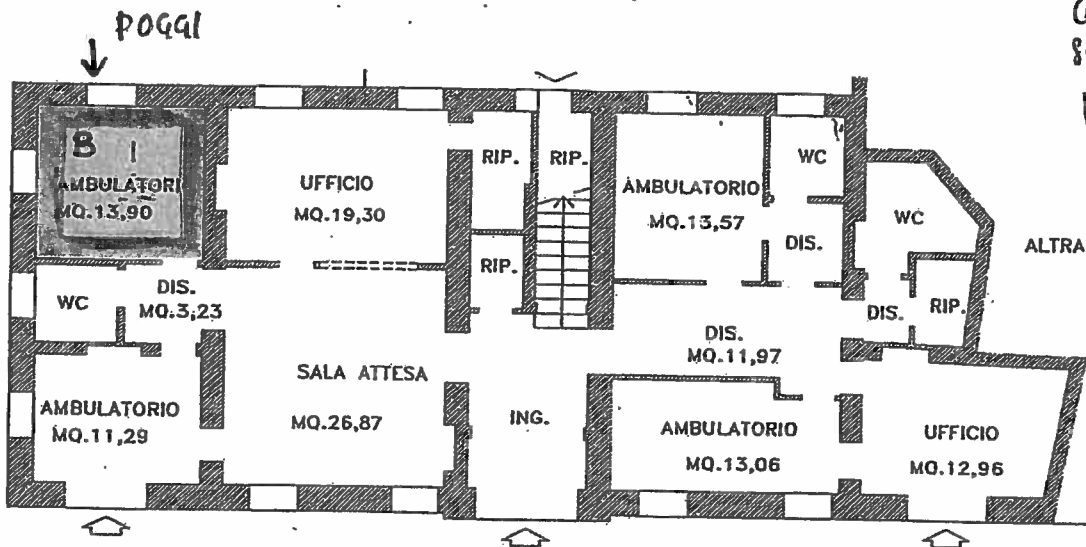 POGGI
B
AMBULATORI
MQ.13,90
UFFICIO
MQ.19,30
RIP.
RIP.
RIP.
AMBULATORIO
MQ.13,57
WC
DIS.
WC
DIS.
RIP.
ALTRA
WC
DIS.
MQ.3,23
SALA ATTESA
MQ.26,87
DIS.
MQ.11,97
AMBULATORIO
MQ.11,29
ING.
AMBULATORIO
MQ.13,06
UFFICIO
MQ.12,96